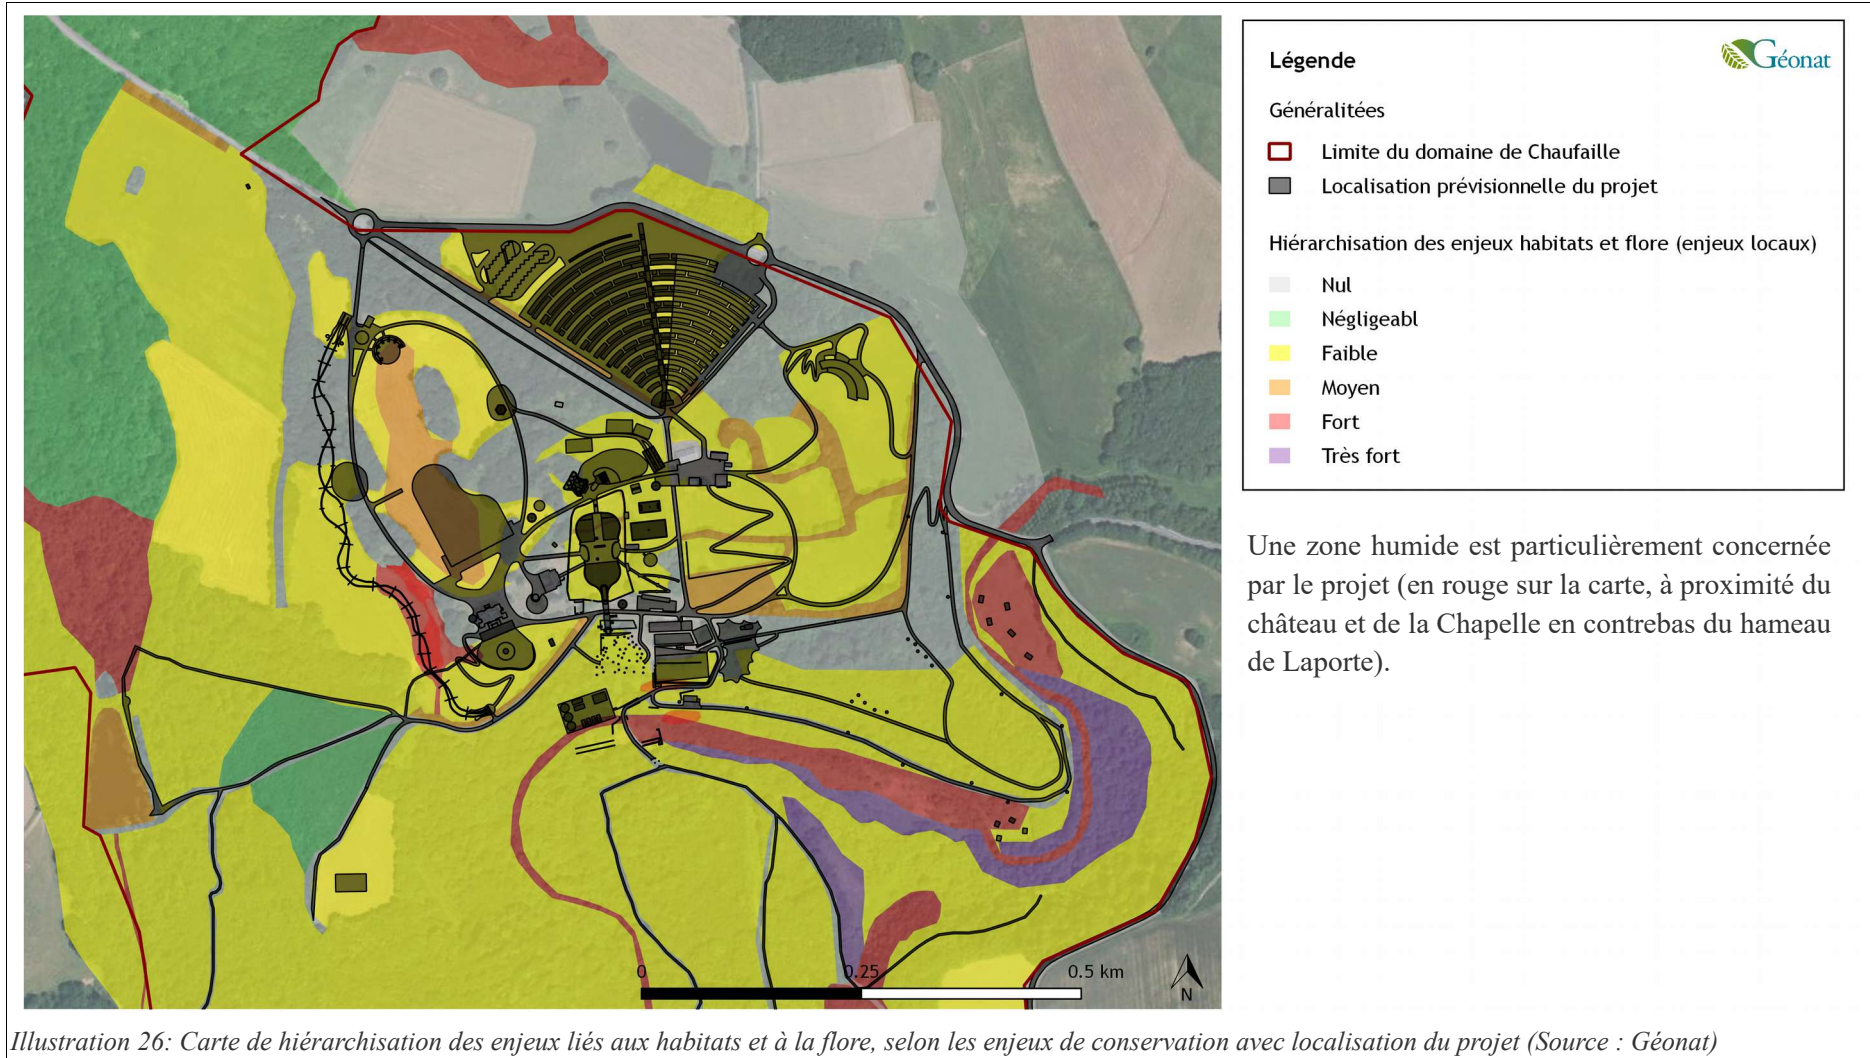 Légende
Géonat
Généralitées
Limite du domaine de Chaufaille
Localisation prévisionnelle du projet
Hiérarchisation des enjeux habitats et flore (enjeux locaux)
Nul
Négligeabl
Faible
Moyen
Fort
Très fort
Une zone humide est particulièrement concernée
par le projet (en rouge sur la carte, à proximité du
château et de la Chapelle en contrebas du hameau
de Laporte).
0 0.25 0.5 km
N
Illustration 26: Carte de hiérarchisation des enjeux liés aux habitats et à la flore, selon les enjeux de conservation avec localisation du projet (Source : Géonat)